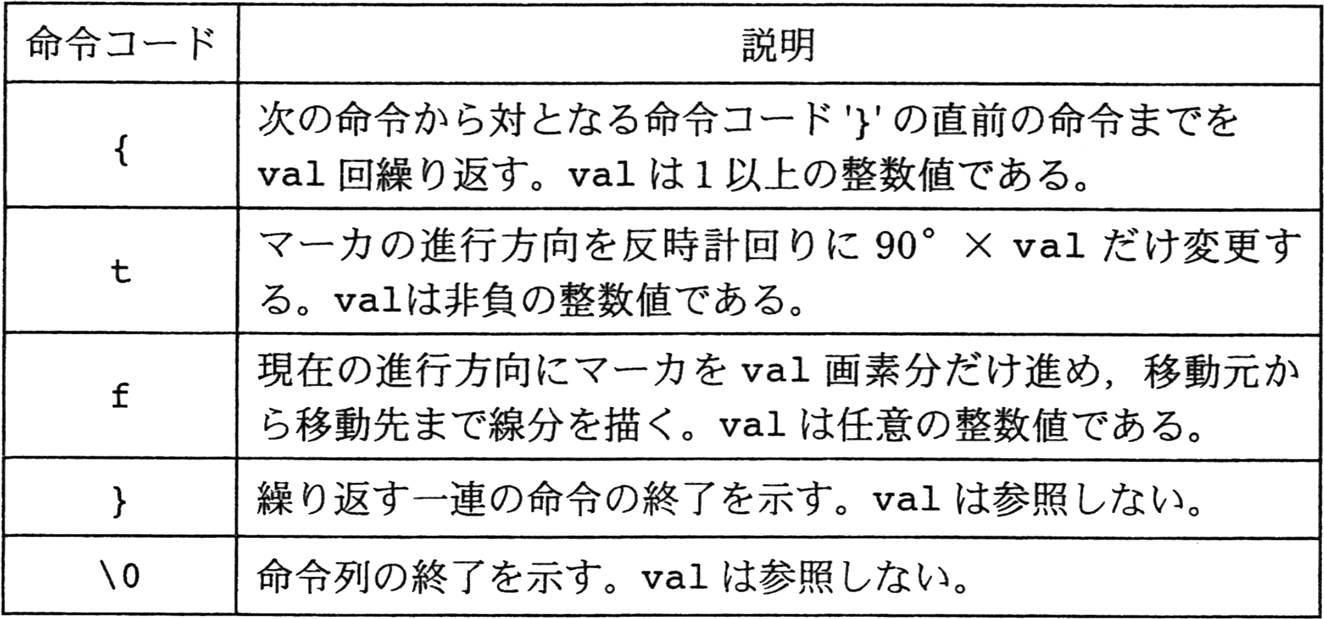 命令コード 説明
{ 次の命令から対となる命令コード'}'の直前の命令までを
val 回繰り返す。val は1以上の整数値である。
t マーカの進行方向を反時計回りに 90° × val だけ変更す
る。valは非負の整数値である。
f 現在の進行方向にマーカを val 画素分だけ進め，移動元か
ら移動先まで線分を描く。val は任意の整数値である。
} 繰り返す一連の命令の終了を示す。val は参照しない。
\0 命令列の終了を示す。val は参照しない。